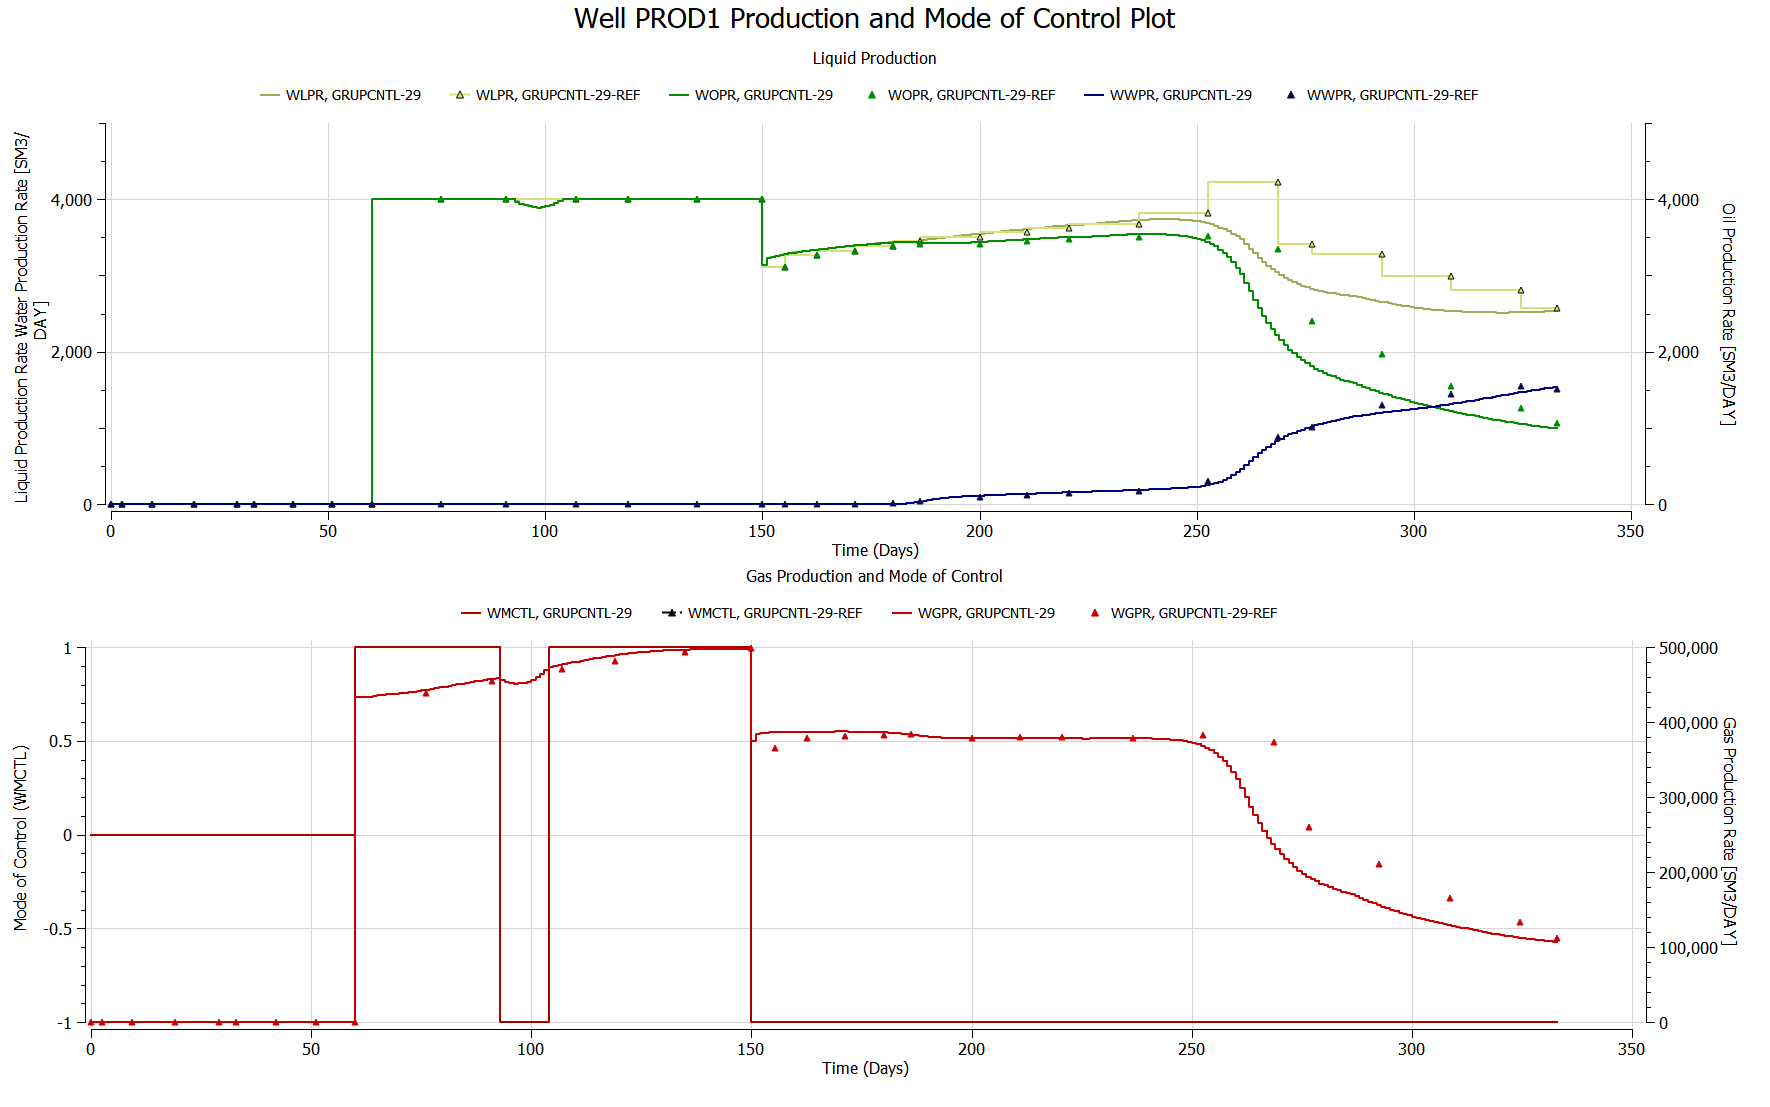 Well PROD1 Production and Mode of Control Plot
Liquid Production
WLPR, GRUPCNTL-29 WLPR, GRUPCNTL-29-REF WOPR, GRUPCNTL-29 WOPR, GRUPCNTL-29-REF WWPR, GRUPCNTL-29 WWPR, GRUPCNTL-29-REF
Liquid Production Rate Water Production Rate [SM3/
DAY]
4,000
2,000
0
4,000
2,000
0
Oil Production Rate [SM3/DAY]
0 50 100 150 200 250 300 350
Time (Days)
Gas Production and Mode of Control
WMCTL, GRUPCNTL-29 WMCTL, GRUPCNTL-29-REF WGPR, GRUPCNTL-29 WGPR, GRUPCNTL-29-REF
Mode of Control (WMCTL)
1
0.5
0
-0.5
-1
500,000
400,000
300,000
200,000
100,000
0
Gas Production Rate [SM3/DAY]
0 50 100 150 200 250 300 350
Time (Days)